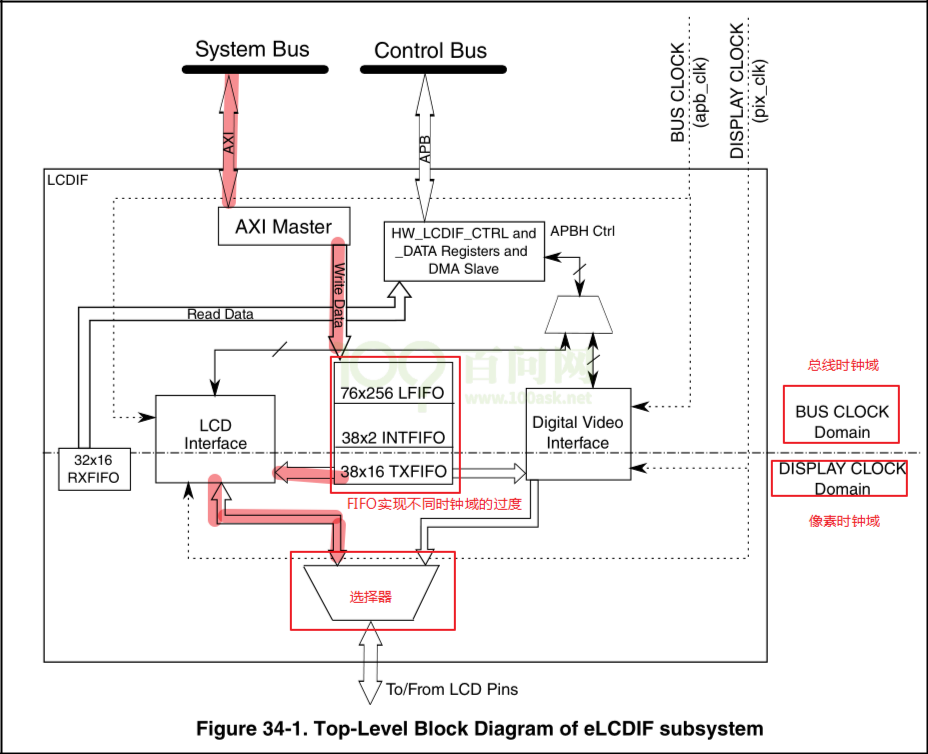 System Bus
Control Bus
BUS CLOCK
(apb_clk)
DISPLAY CLOCK
(pix_clk)
AXI
APB
LCDIF
AXI Master
HW_LCDIF_CTRL and
_DATA Registers and
DMA Slave
APBH Ctrl
Write Data
Read Data
100百问网
www.100ask.net
76x256 LFIFO
38x2 INTFIFO
38x16 TXFIFO
LCD
Interface
Digital Video
Interface
32x16
RXFIFO
总线时钟域
BUS CLOCK
Domain
DISPLAY CLOCK
Domain
像素时钟域
FIFO实现不同时钟域的过度
选择器
To/From LCD Pins
Figure 34-1. Top-Level Block Diagram of eLCDIF subsystem